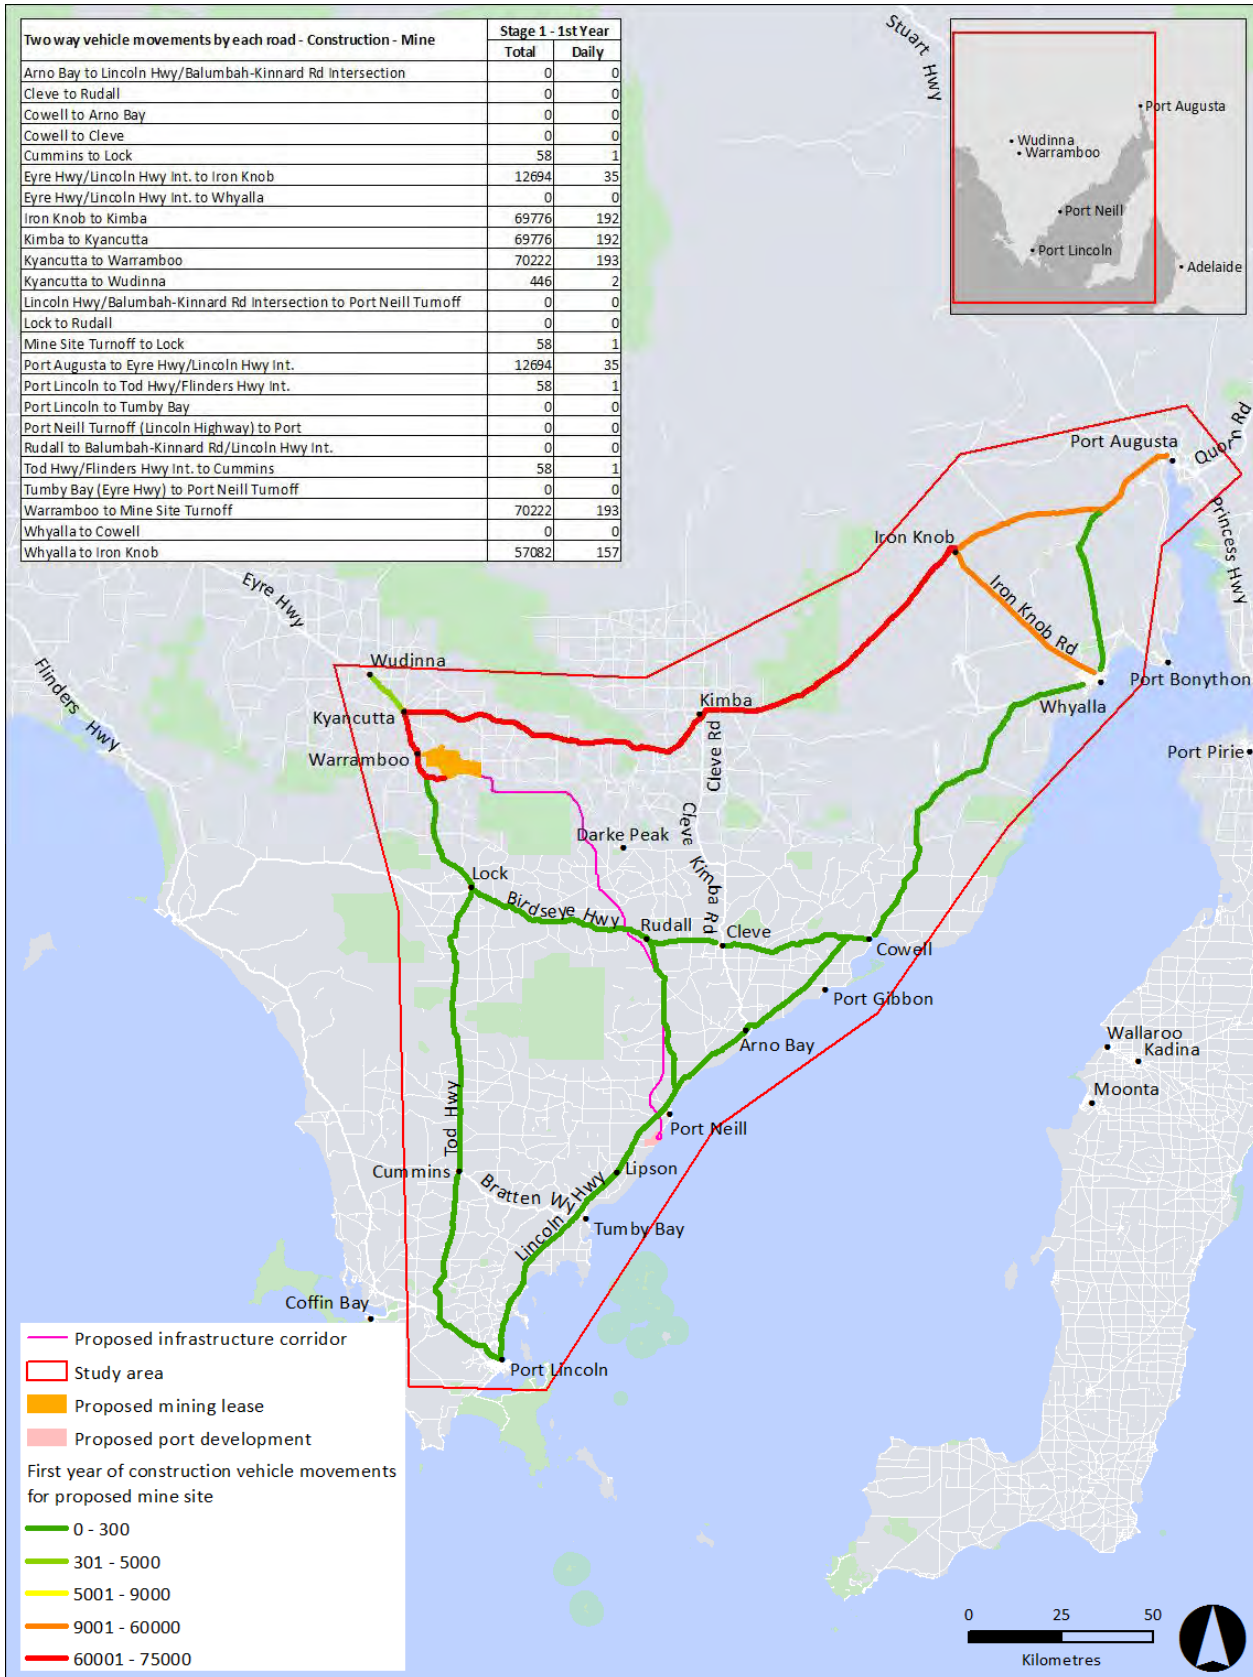 Two way vehicle movements by each road - Construction - Mine
Stage 1 - 1st Year
Total Daily
Arno Bay to Lincoln Hwy/Balumbah-Kinnard Rd Intersection 0 0
Cleve to Rudall 0 0
Cowell to Arno Bay 0 0
Cowell to Cleve 0 0
Cummins to Lock 58 1
Eyre Hwy/Lincoln Hwy Int. to Iron Knob 12694 35
Eyre Hwy/Lincoln Hwy Int. to Whyalla 0 0
Iron Knob to Kimba 69776 192
Kimba to Kyancutta 69776 192
Kyancutta to Warramboo 70222 193
Kyancutta to Wudinna 446 2
Lincoln Hwy/Balumbah-Kinnard Rd Intersection to Port Neill Turnoff 0 0
Lock to Rudall 0 0
Mine Site Turnoff to Lock 58 1
Port Augusta to Eyre Hwy/Lincoln Hwy Int. 12694 35
Port Lincoln to Tod Hwy/Flinders Hwy Int. 58 1
Port Lincoln to Tumby Bay 0 0
Port Neill Turnoff (Lincoln Highway) to Port 0 0
Rudall to Balumbah-Kinnard Rd/Lincoln Hwy Int. 0 0
Tod Hwy/Flinders Hwy Int. to Cummins 58 1
Tumby Bay (Eyre Hwy) to Port Neill Turnoff 0 0
Warramboo to Mine Site Turnoff 70222 193
Whyalla to Cowell 0 0
Whyalla to Iron Knob 57082 157
Stuart Hwy
Port Augusta
Wudinna
Warramboo
Port Neill
Port Lincoln
Adelaide
Port Augusta
Quorn Rd
Princess Hwy
Iron Knob
Iron Knob Rd
Eyre Hwy
Flinders Hwy
Wudinna
Port Bonython
Whyalla
Kyancutta
Kimba
Cleve Rd
Warramboo
Port Pirie
Cleve Kimba Rd
Darke Peak
Lock
Birdseye Hwy
Rudall
Cleve
Cowell
Port Gibbon
Arno Bay
Wallaroo
Kadina
Moonta
Tod Hwy
Port Neill
Cummins
Bratten Wy
Lipson
Lincoln Hwy
Tumby Bay
Coffin Bay
Port Lincoln
Proposed infrastructure corridor
Study area
Proposed mining lease
Proposed port development
First year of construction vehicle movements
for proposed mine site
0 - 300
301 - 5000
5001 - 9000
9001 - 60000
60001 - 75000
0 25 50
Kilometres